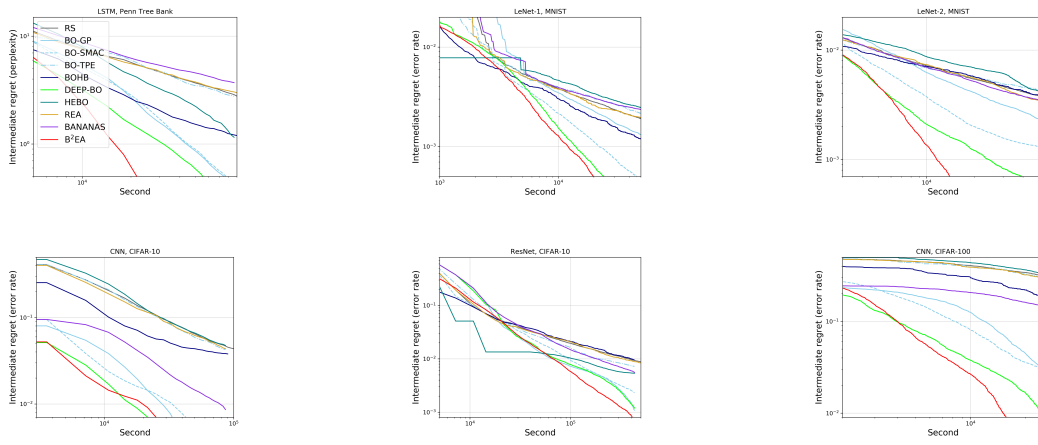 LSTM, Penn Tree Bank
Intermediate regret (perplexity)
10¹
10⁰
RS
BO-GP
BO-SMAC
BO-TPE
BOHB
DEEP-BO
HEBO
REA
BANANAS
B²EA
10⁴
Second
LeNet-1, MNIST
Intermediate regret (error rate)
10⁻²
10⁻³
10³
10⁴
Second
LeNet-2, MNIST
Intermediate regret (error rate)
10⁻²
10⁴
Second
CNN, CIFAR-10
Intermediate regret (error rate)
10⁻¹
10⁻²
10⁴
10⁵
Second
ResNet, CIFAR-10
Intermediate regret (error rate)
10⁻¹
10⁻²
10⁻³
10⁴
10⁵
Second
CNN, CIFAR-100
Intermediate regret (error rate)
10⁻¹
10⁻²
10⁴
Second